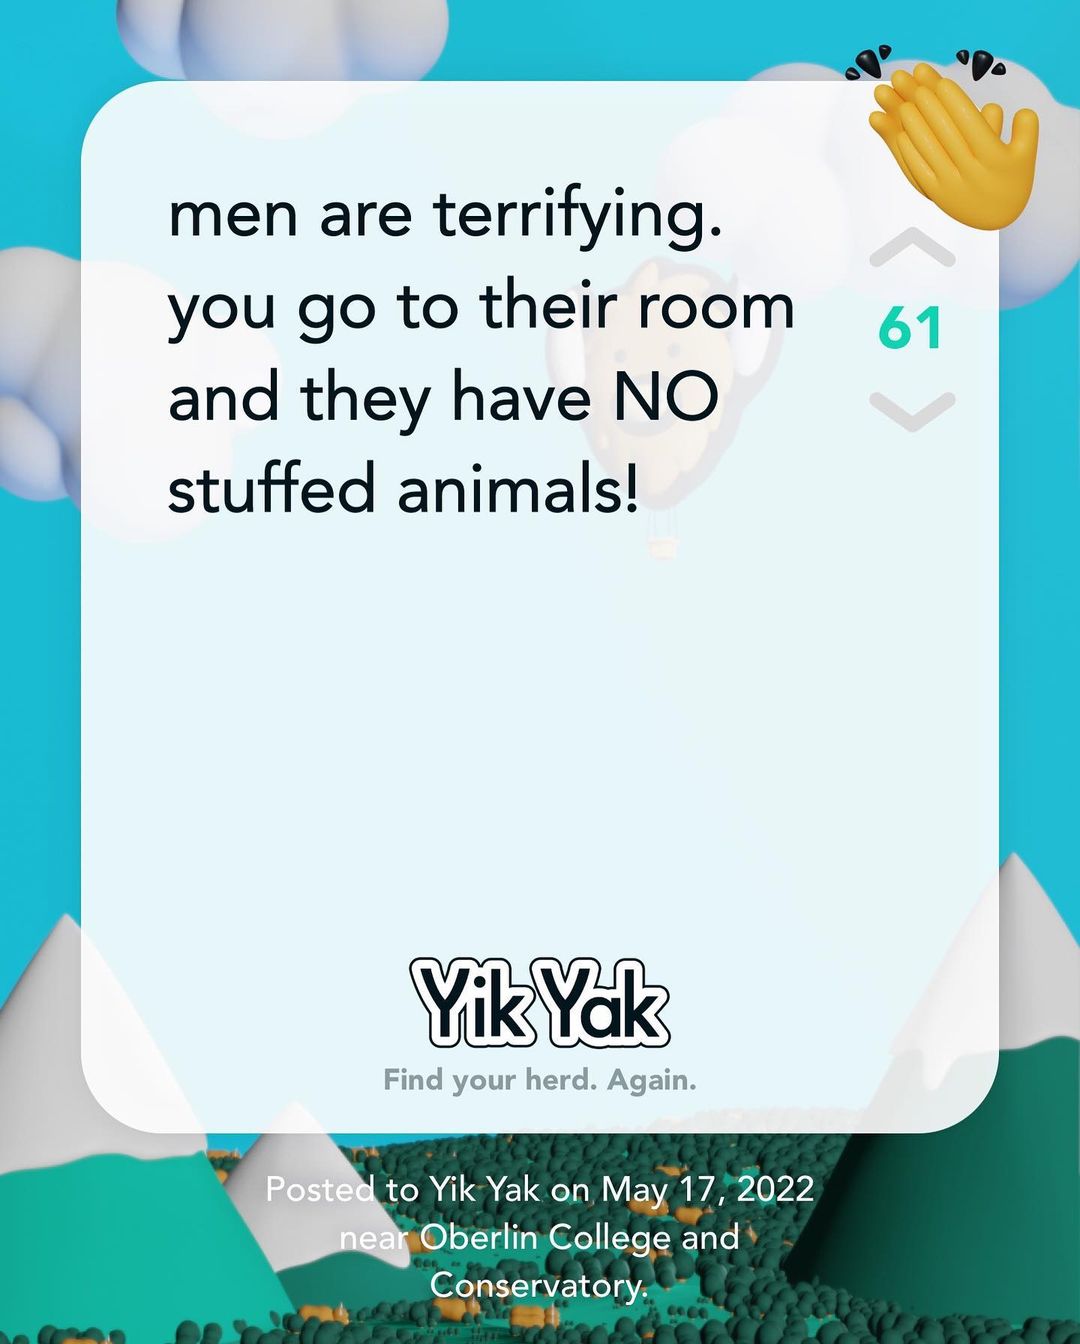 men are terrifying.
you go to their room
and they have NO
stuffed animals!
61
Yik Yak
Find your herd. Again.
Posted to Yik Yak on May 17, 2022
near Oberlin College and
Conservatory.